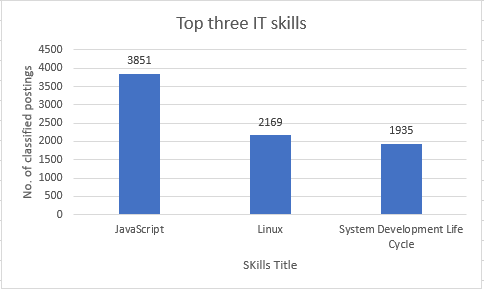 Top three IT skills
No. of classified postings
4500
4000
3500
3000
2500
2000
1500
1000
500
0
3851
2169
1935
JavaScript
Linux
System Development Life
Cycle
SKills Title